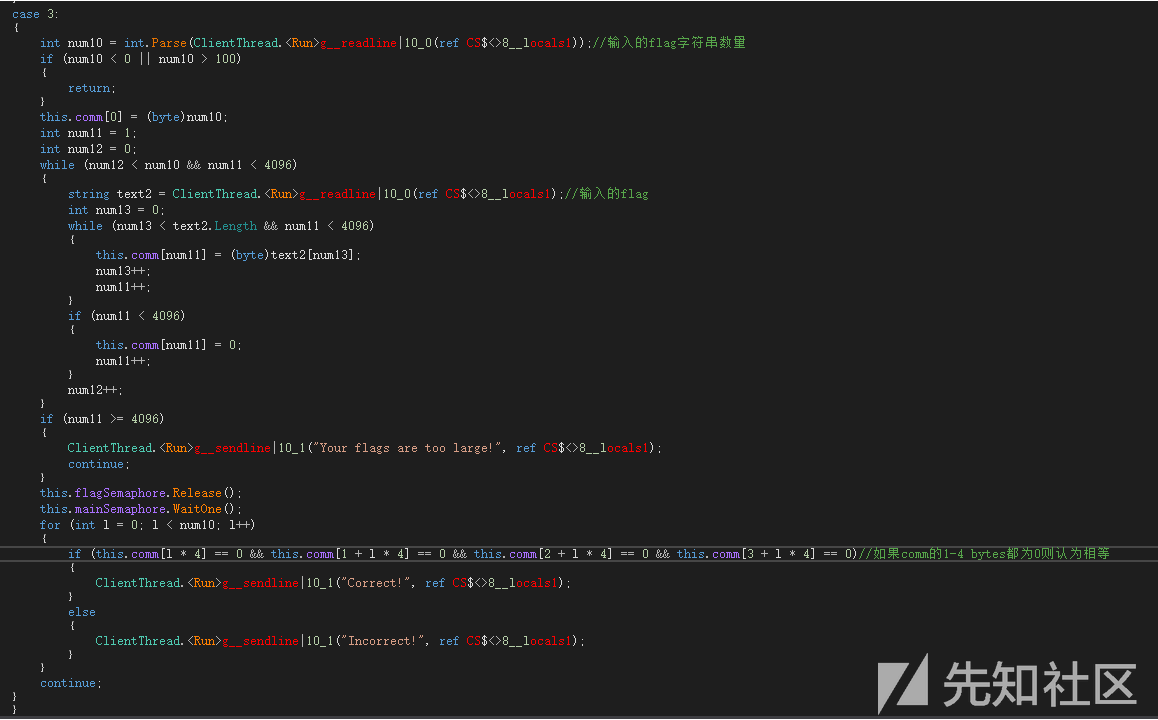 case 3:
{
int num10 = int.Parse(ClientThread.<Run>g__readline|10_0(ref CS$<>8__locals1));//输入的flag字符串数量
if (num10 < 0 || num10 > 100)
{
return;
}
this.comm[0] = (byte)num10;
int num11 = 1;
int num12 = 0;
while (num12 < num10 && num11 < 4096)
{
string text2 = ClientThread.<Run>g__readline|10_0(ref CS$<>8__locals1);//输入的flag
int num13 = 0;
while (num13 < text2.Length && num11 < 4096)
{
this.comm[num11] = (byte)text2[num13];
num13++;
num11++;
}
if (num11 < 4096)
{
this.comm[num11] = 0;
num11++;
}
num12++;
}
if (num11 >= 4096)
{
ClientThread.<Run>g__sendline|10_1("Your flags are too large!", ref CS$<>8__locals1);
continue;
}
this.flagSemaphore.Release();
this.mainSemaphore.WaitOne();
for (int l = 0; l < num10; l++)
{
if (this.comm[l * 4] == 0 && this.comm[1 + l * 4] == 0 && this.comm[2 + l * 4] == 0 && this.comm[3 + l * 4] == 0)//如果comm的1-4 bytes都为0则认为相等
{
ClientThread.<Run>g__sendline|10_1("Correct!", ref CS$<>8__locals1);
}
else
{
ClientThread.<Run>g__sendline|10_1("Incorrect!", ref CS$<>8__locals1);
}
}
continue;
}
}
先知社区